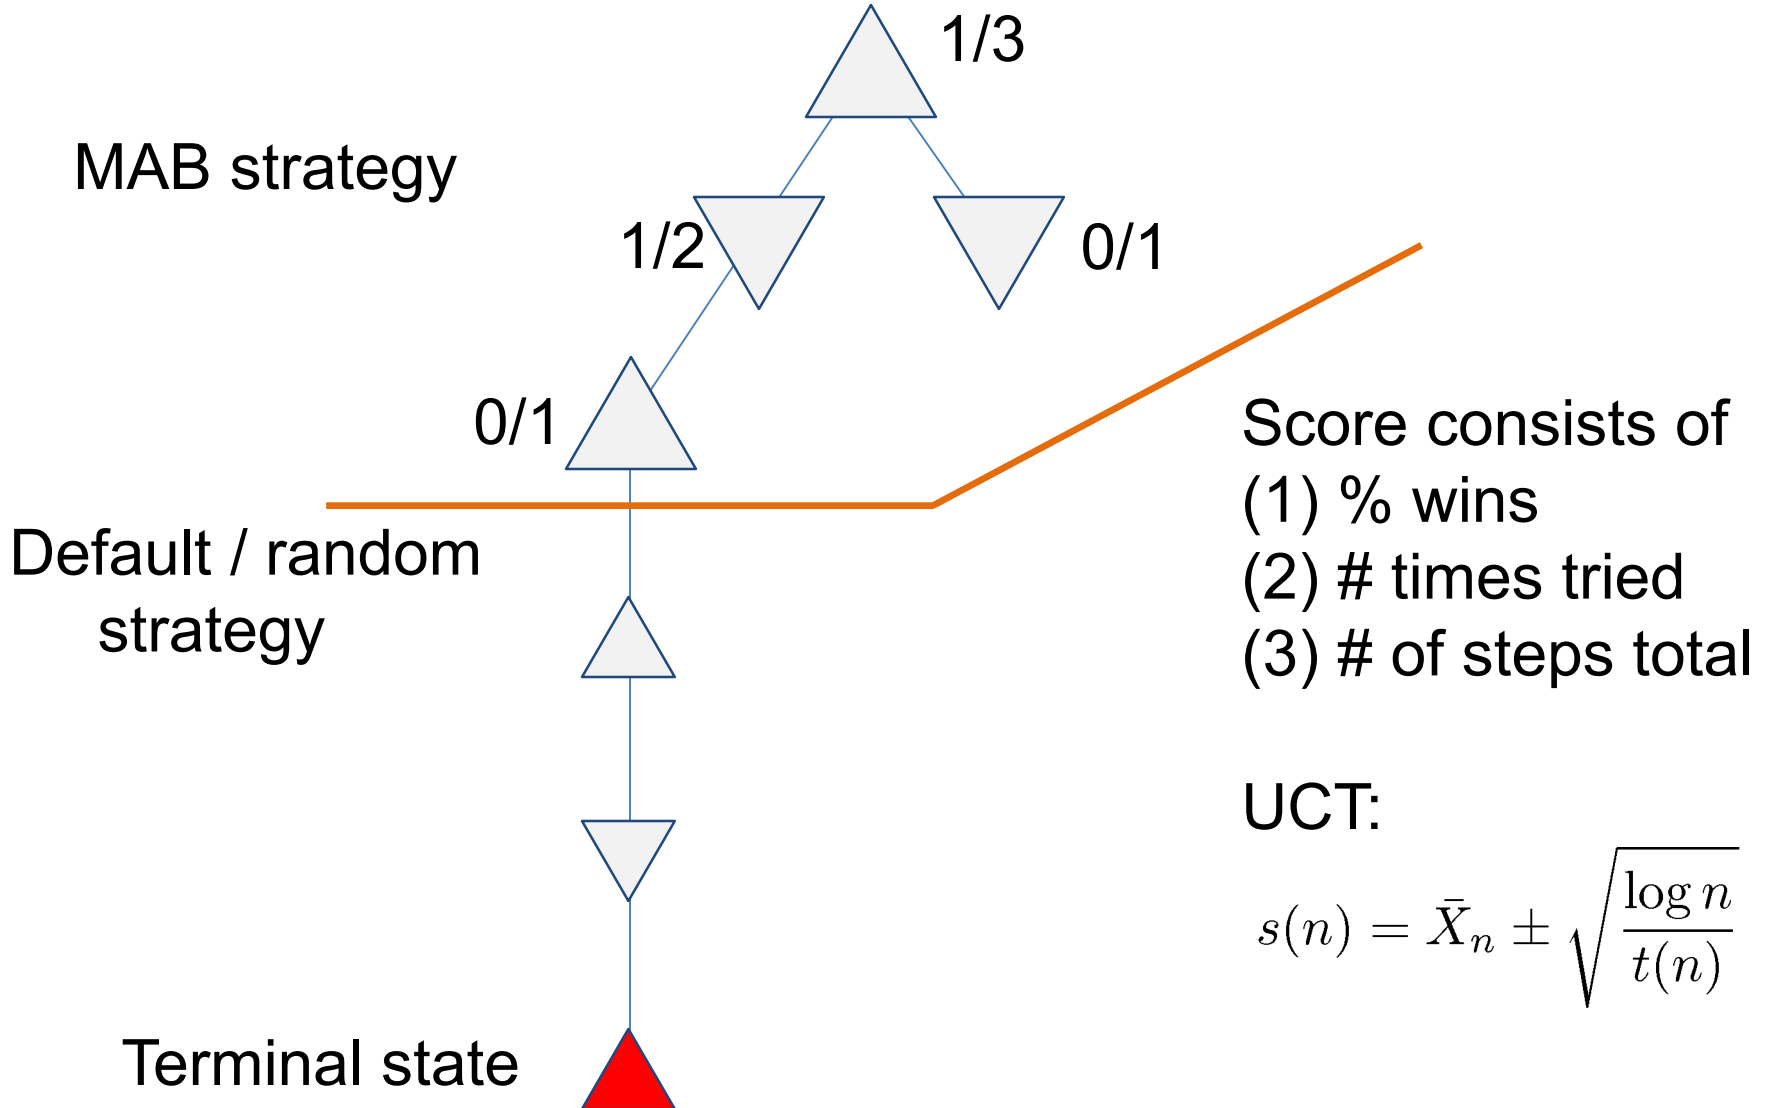 1/3
MAB strategy
1/2
0/1
0/1
Default / random
strategy
Terminal state
Score consists of
(1) % wins
(2) # times tried
(3) # of steps total
UCT:
s(n) = X̄ₙ ± √(log n / t(n))